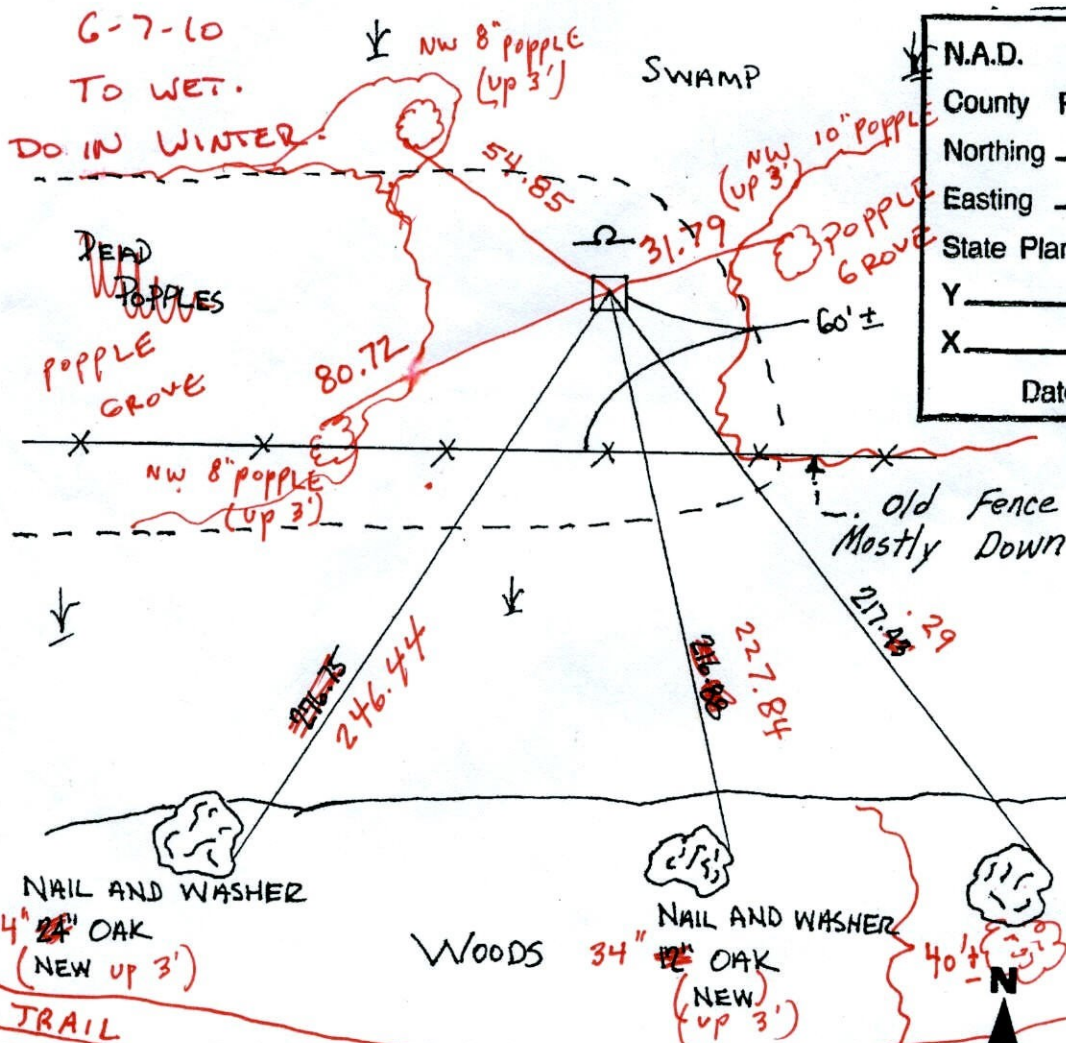 6-7-10
TO WET.
DO IN WINTER.
NW 8" popple
(up 3')
SWAMP
N.A.D.
County
Northing
Easting
State Plan
Y
X
Date
54.85
NW 10" popple
(up 3')
31.79
POPPLE
GROVE
DEAD
POPPLES
POPPLE
GROVE
80.72
60'±
NW 8" popple
(up 3')
Old Fence
Mostly Down
246.44
227.84
217.43 .29
NAIL AND WASHER
4" 24" OAK
(NEW up 3')
WOODS
NAIL AND WASHER
34" 12" OAK
(NEW)
(up 3')
40'±
N
TRAIL